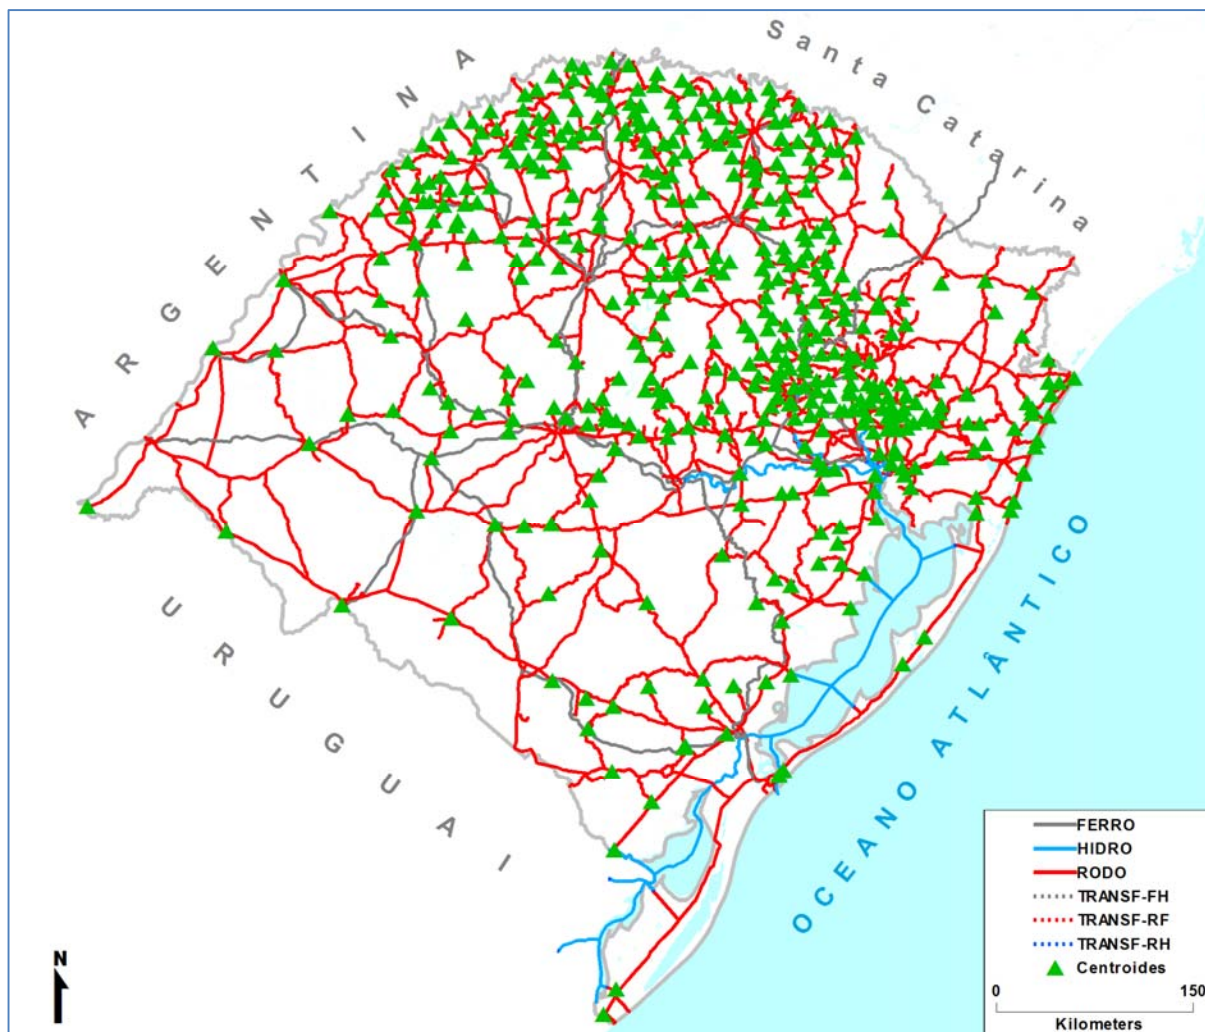 Santa Catarina
ARGENTINA
URUGUAI
OCEANO ATLÂNTICO
N
FERRO
HIDRO
RODO
TRANSF-FH
TRANSF-RF
TRANSF-RH
Centroides
0 150
Kilometers